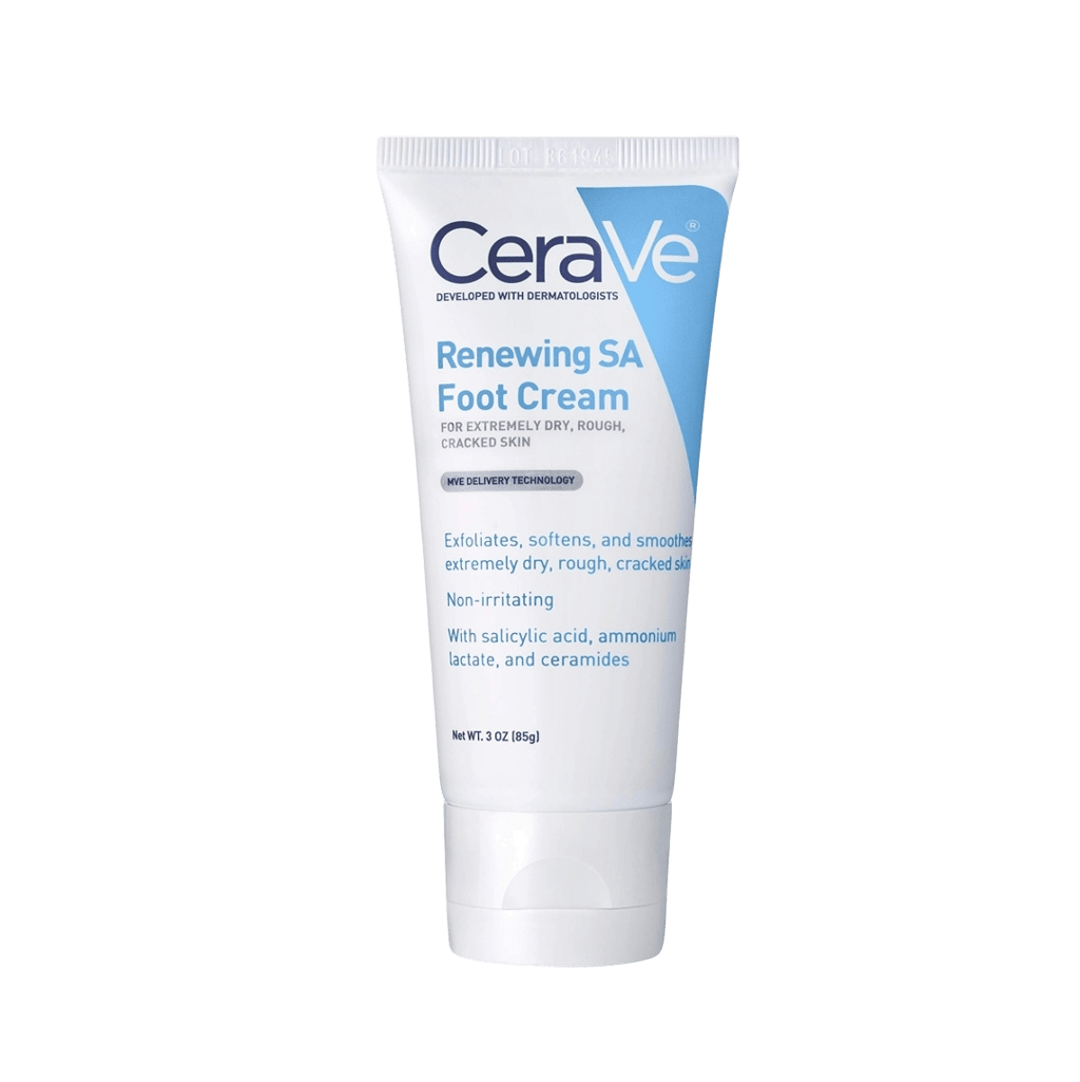 LOT 861949
CeraVe®
DEVELOPED WITH DERMATOLOGISTS
Renewing SA
Foot Cream
FOR EXTREMELY DRY, ROUGH,
CRACKED SKIN
MVE DELIVERY TECHNOLOGY
Exfoliates, softens, and smoothes
extremely dry, rough, cracked skin
Non-irritating
With salicylic acid, ammonium
lactate, and ceramides
Net WT. 3 OZ (85g)